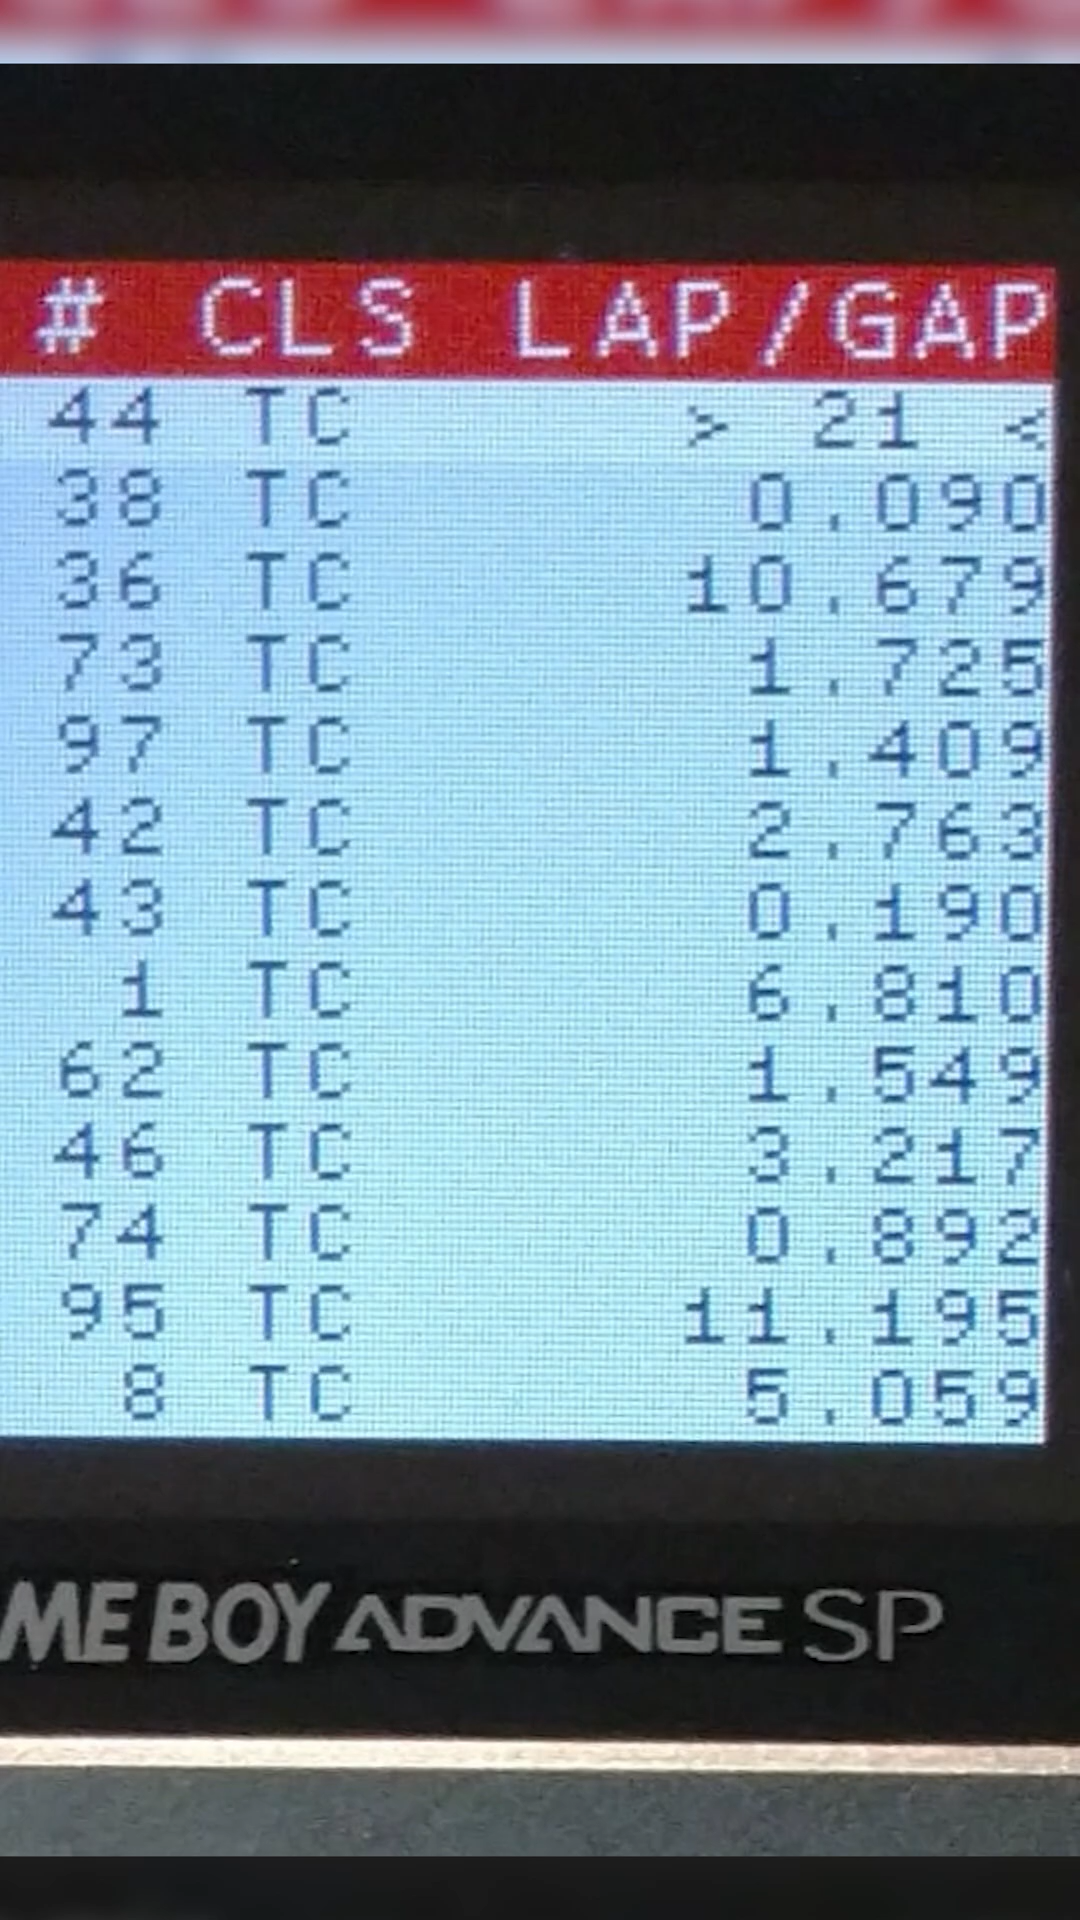 # CLS LAP/GAP
44 TC > 21 <
38 TC 0.090
36 TC 10.679
73 TC 1.725
97 TC 1.409
42 TC 2.763
43 TC 0.190
1 TC 6.810
62 TC 1.549
46 TC 3.217
74 TC 0.892
95 TC 11.195
8 TC 5.059
ME BOY ADVANCE SP